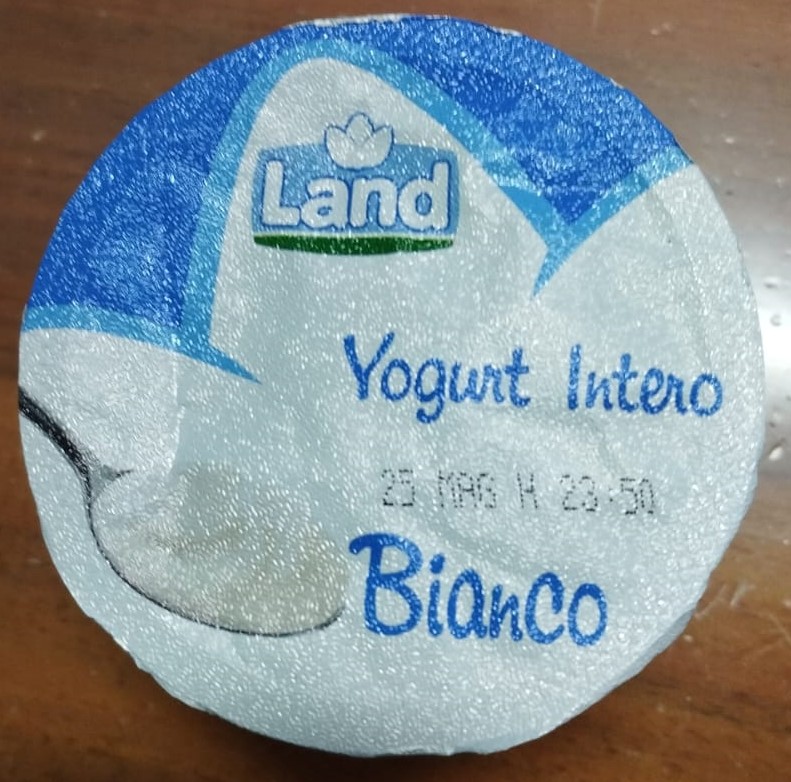 Land
Yogurt Intero
25 MAG H 23:50
Bianco